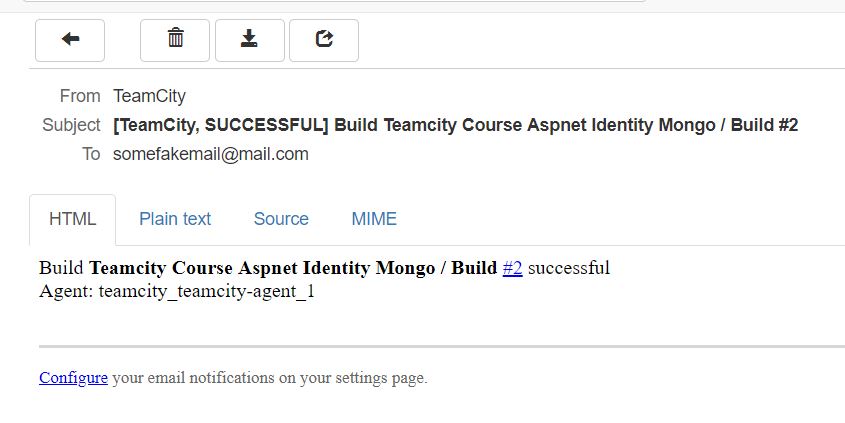 From TeamCity
Subject [TeamCity, SUCCESSFUL] Build Teamcity Course Aspnet Identity Mongo / Build #2
To somefakemail@mail.com
HTML Plain text Source MIME
Build Teamcity Course Aspnet Identity Mongo / Build #2 successful
Agent: teamcity_teamcity-agent_1
Configure your email notifications on your settings page.